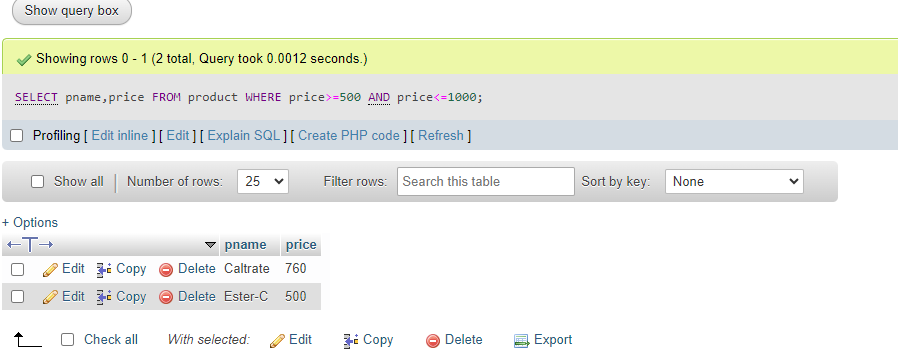 Show query box
Showing rows 0 - 1 (2 total, Query took 0.0012 seconds.)
SELECT pname,price FROM product WHERE price>=500 AND price<=1000;
Profiling [ Edit inline ] [ Edit ] [ Explain SQL ] [ Create PHP code ] [ Refresh ]
Show all | Number of rows: 25 Filter rows: Search this table Sort by key: None
+ Options
←T→ pname price
Edit Copy Delete Caltrate 760
Edit Copy Delete Ester-C 500
Check all With selected: Edit Copy Delete Export